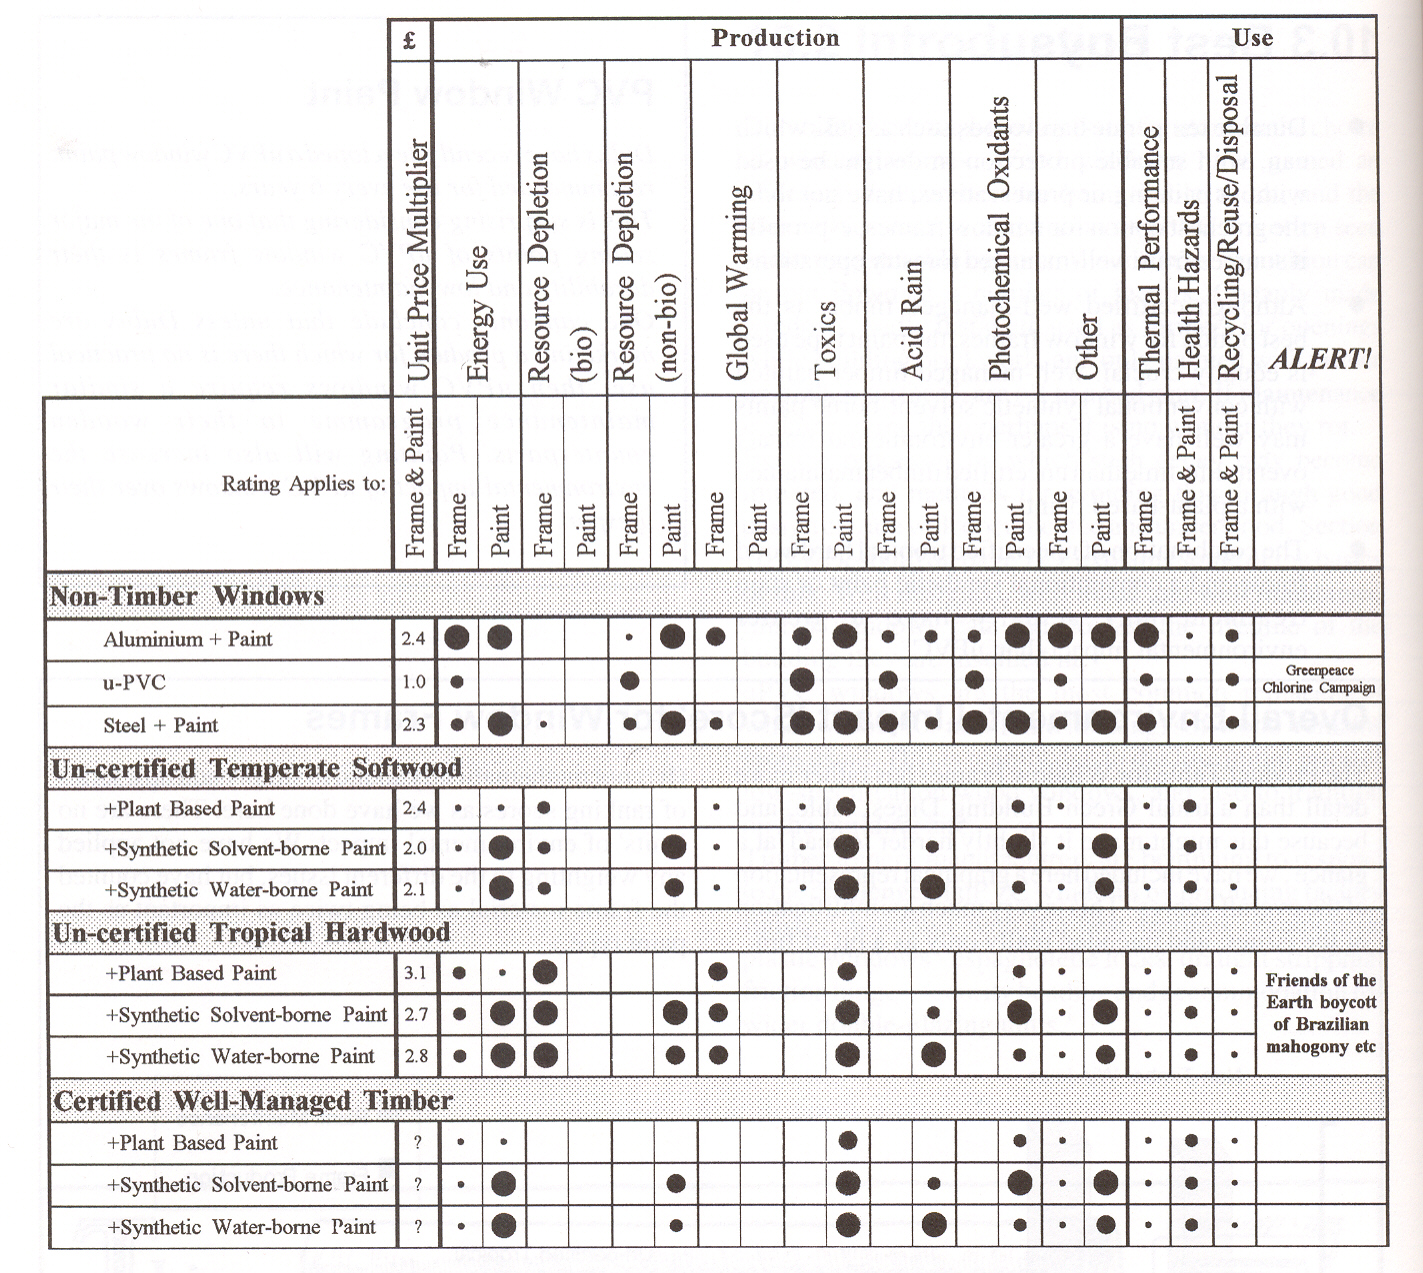 £
Production
Use
Unit Price Multiplier
Energy Use
Resource Depletion
(bio)
Resource Depletion
(non-bio)
Global Warming
Toxics
Acid Rain
Photochemical Oxidants
Other
Thermal Performance
Health Hazards
Recycling/Reuse/Disposal
ALERT!
Rating Applies to:
Frame & Paint
Frame
Paint
Frame
Paint
Frame
Paint
Frame
Paint
Frame
Paint
Frame
Paint
Frame
Paint
Frame
Paint
Frame
Frame & Paint
Frame & Paint
Non-Timber Windows
Aluminium + Paint 2.4
u-PVC 1.0
Greenpeace
Chlorine Campaign
Steel + Paint 2.3
Un-certified Temperate Softwood
+Plant Based Paint 2.4
+Synthetic Solvent-borne Paint 2.0
+Synthetic Water-borne Paint 2.1
Un-certified Tropical Hardwood
+Plant Based Paint 3.1
+Synthetic Solvent-borne Paint 2.7
+Synthetic Water-borne Paint 2.8
Friends of the
Earth boycott
of Brazilian
mahogony etc
Certified Well-Managed Timber
+Plant Based Paint ?
+Synthetic Solvent-borne Paint ?
+Synthetic Water-borne Paint ?